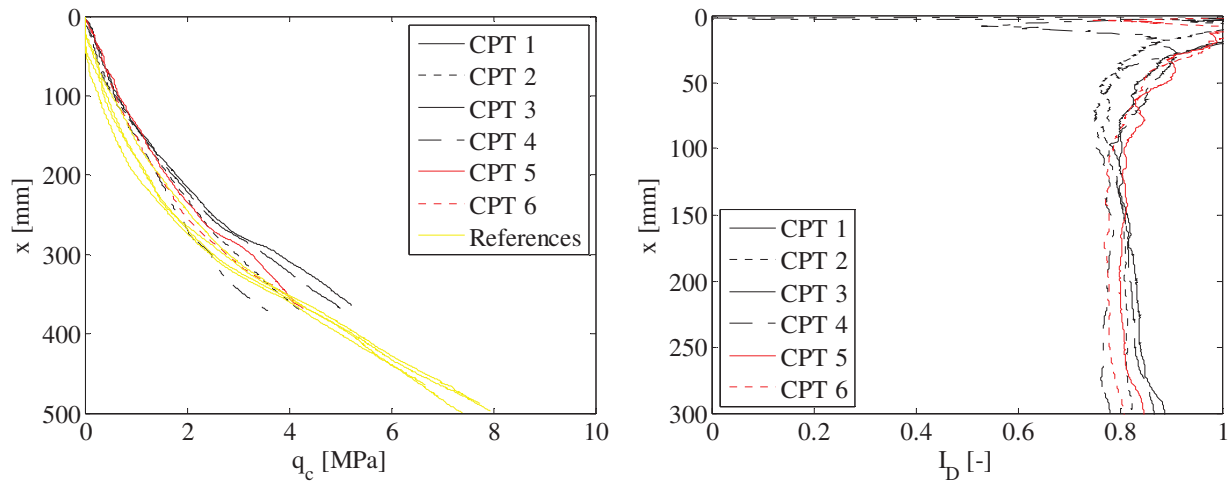 0
100
200
300
400
500
x [mm]
0
2
4
6
8
10
q_c [MPa]
CPT 1
CPT 2
CPT 3
CPT 4
CPT 5
CPT 6
References
0
50
100
150
200
250
300
x [mm]
0
0.2
0.4
0.6
0.8
1
I_D [-]
CPT 1
CPT 2
CPT 3
CPT 4
CPT 5
CPT 6